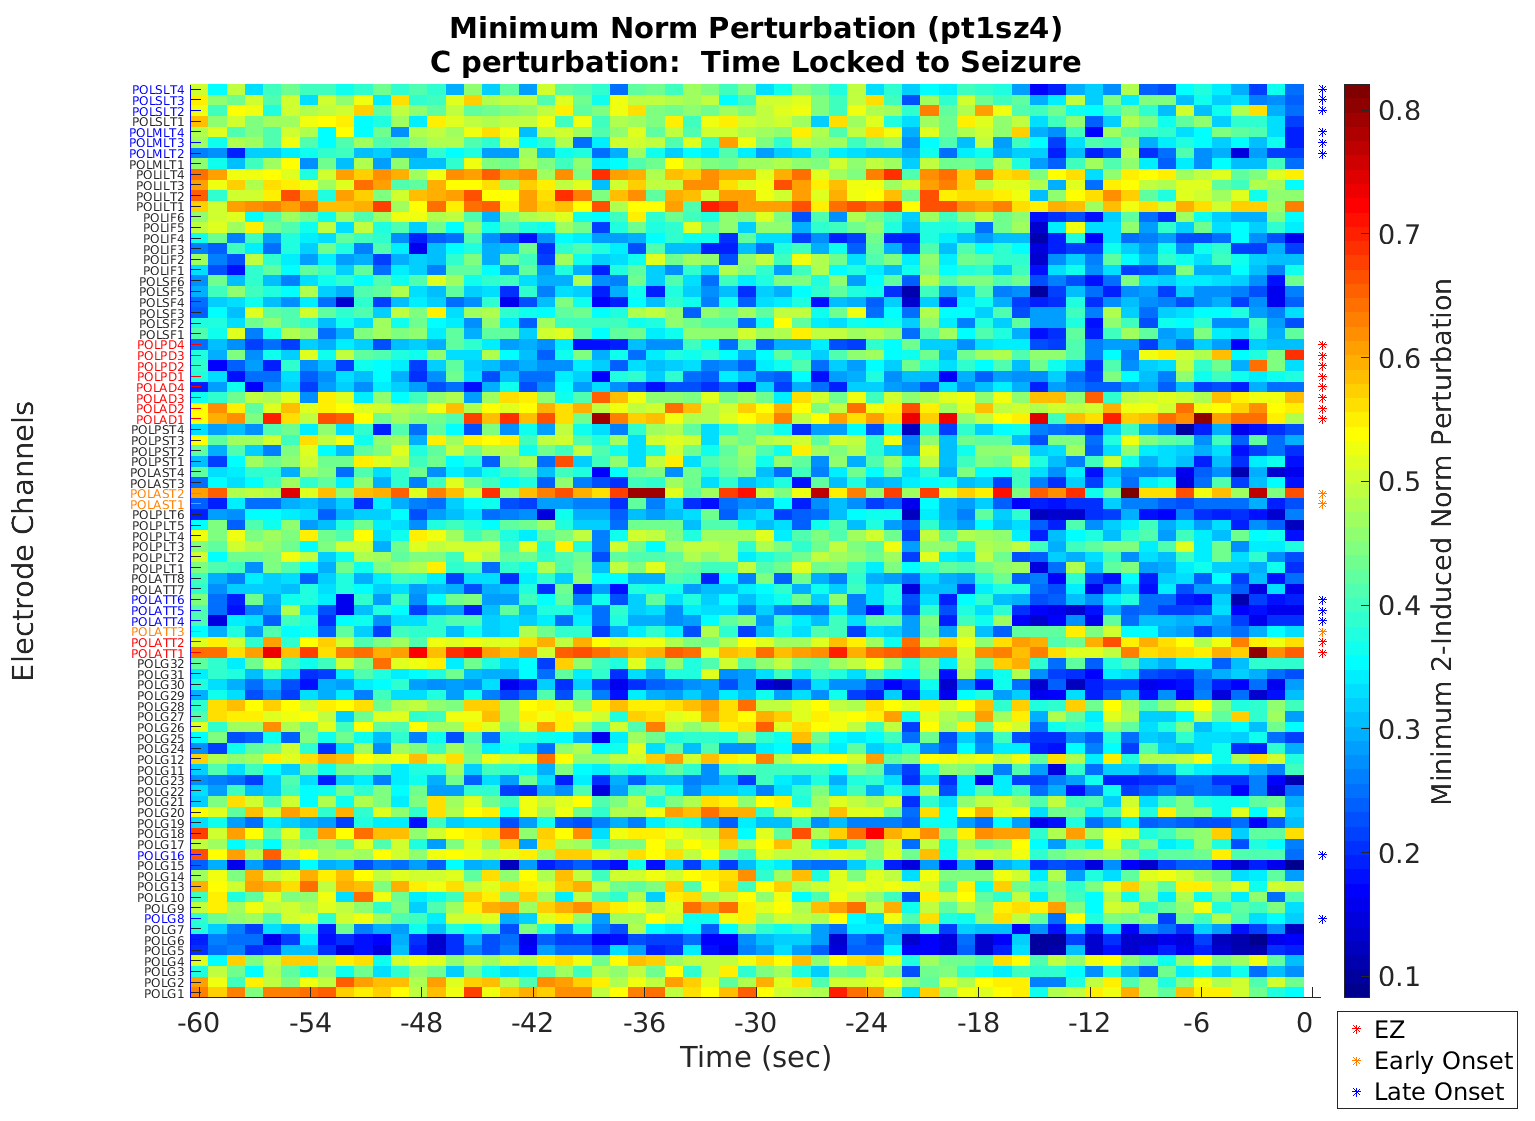 Minimum Norm Perturbation (pt1sz4)
C perturbation:  Time Locked to Seizure
Electrode Channels
POLSLT4
POLSLT3
POLSLT2
POLSLT1
POLMLT4
POLMLT3
POLMLT2
POLMLT1
POLILT4
POLILT3
POLILT2
POLILT1
POLIF6
POLIF5
POLIF4
POLIF3
POLIF2
POLIF1
POLSF6
POLSF5
POLSF4
POLSF3
POLSF2
POLSF1
POLPD4
POLPD3
POLPD2
POLPD1
POLAD4
POLAD3
POLAD2
POLAD1
POLPST4
POLPST3
POLPST2
POLPST1
POLAST4
POLAST3
POLAST2
POLAST1
POLPLT6
POLPLT5
POLPLT4
POLPLT3
POLPLT2
POLPLT1
POLATT8
POLATT7
POLATT6
POLATT5
POLATT4
POLATT3
POLATT2
POLATT1
POLG32
POLG31
POLG30
POLG29
POLG28
POLG27
POLG26
POLG25
POLG24
POLG12
POLG11
POLG23
POLG22
POLG21
POLG20
POLG19
POLG18
POLG17
POLG16
POLG15
POLG14
POLG13
POLG10
POLG9
POLG8
POLG7
POLG6
POLG5
POLG4
POLG3
POLG2
POLG1
-60 -54 -48 -42 -36 -30 -24 -18 -12 -6 0
Time (sec)
0.8
0.7
0.6
0.5
0.4
0.3
0.2
0.1
Minimum 2-Induced Norm Perturbation
EZ
Early Onset
Late Onset